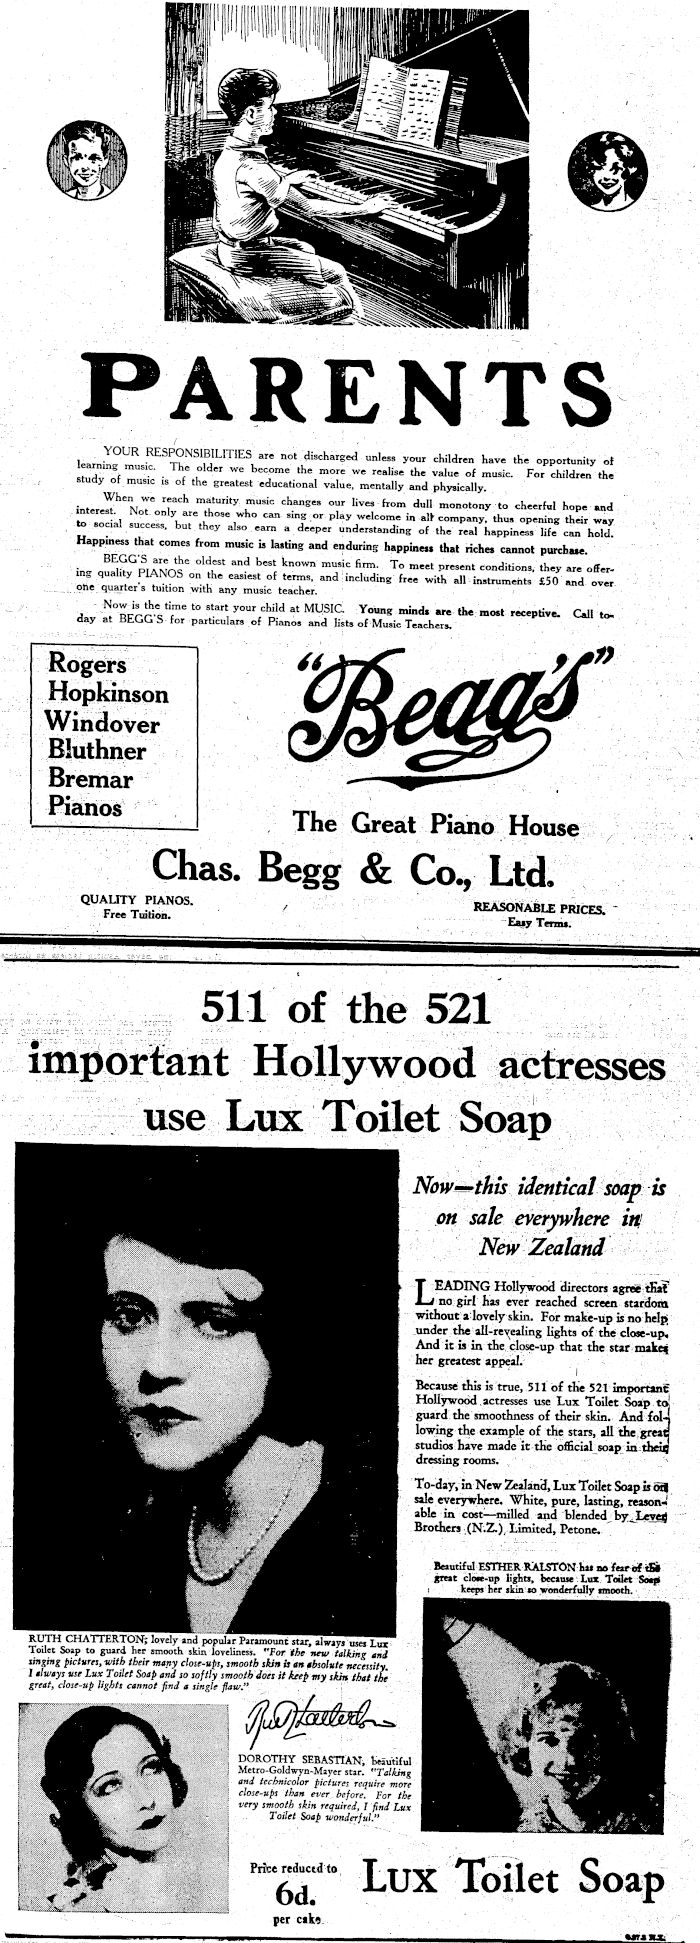 PARENTS
YOUR RESPONSIBILITIES are not discharged unless your children have the opportunity of
learning music. The older we become the more we realise the value of music. For children the
study of music is of the greatest educational value, mentally and physically.
When we reach maturity music changes our lives from dull monotony to cheerful hope and
interest. Not only are those who can sing or play welcome in all company, thus opening their way
to social success, but they also earn a deeper understanding of the real happiness life can hold.
Happiness that comes from music is lasting and enduring happiness that riches cannot purchase.
BEGG'S are the oldest and best known music firm. To meet present conditions, they are offer-
ing quality PIANOS on the easiest of terms, and including free with all instruments £50 and over
one quarter's tuition with any music teacher.
Now is the time to start your child at MUSIC. Young minds are the most receptive. Call to-
day at BEGG'S for particulars of Pianos and lists of Music Teachers.
Rogers
Hopkinson
Windover
Bluthner
Bremar
Pianos
"Begg's"
The Great Piano House
Chas. Begg & Co., Ltd.
QUALITY PIANOS.
Free Tuition.
REASONABLE PRICES.
Easy Terms.
511 of the 521
important Hollywood actresses
use Lux Toilet Soap
Now—this identical soap is
on sale everywhere in
New Zealand
LEADING Hollywood directors agree that
no girl has ever reached screen stardom
without a lovely skin. For make-up is no help
under the all-revealing lights of the close-up.
And it is in the close-up that the star makes
her greatest appeal.
Because this is true, 511 of the 521 important
Hollywood actresses use Lux Toilet Soap to
guard the smoothness of their skin. And fol-
lowing the example of the stars, all the great
studios have made it the official soap in their
dressing rooms.
To-day, in New Zealand, Lux Toilet Soap is on
sale everywhere. White, pure, lasting, reason-
able in cost—milled and blended by Lever
Brothers (N.Z.) Limited, Petone.
Beautiful ESTHER RALSTON has no fear of the
great close-up lights, because Lux Toilet Soap
keeps her skin so wonderfully smooth.
RUTH CHATTERTON; lovely and popular Paramount star, always uses Lux
Toilet Soap to guard her smooth skin loveliness. "For the new talking and
singing pictures, with their many close-ups, smooth skin is an absolute necessity.
I always use Lux Toilet Soap and so softly smooth does it keep my skin that the
great, close-up lights cannot find a single flaw."
Ruth Chatterton
DOROTHY SEBASTIAN, beautiful
Metro-Goldwyn-Mayer star. "Talking
and technicolor pictures require more
close-ups than ever before. For the
very smooth skin required, I find Lux
Toilet Soap wonderful."
Price reduced to
6d.
per cake
Lux Toilet Soap